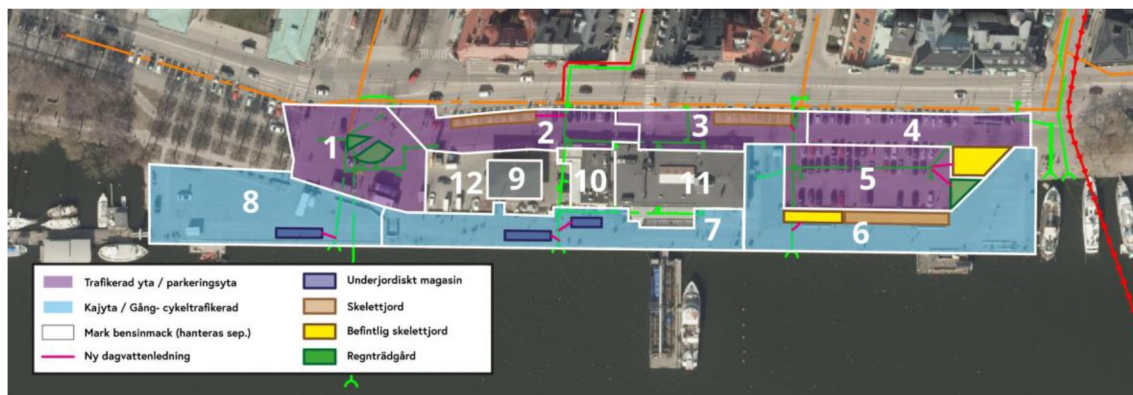 1
2
3
4
5
6
7
8
9
10
11
12
Trafikerad yta / parkeringsyta
Kajyta / Gång- cykeltrafikerad
Mark bensinmack (hanteras sep.)
Ny dagvattenledning
Underjordiskt magasin
Skelettjord
Befintlig skelettjord
Regnträdgård